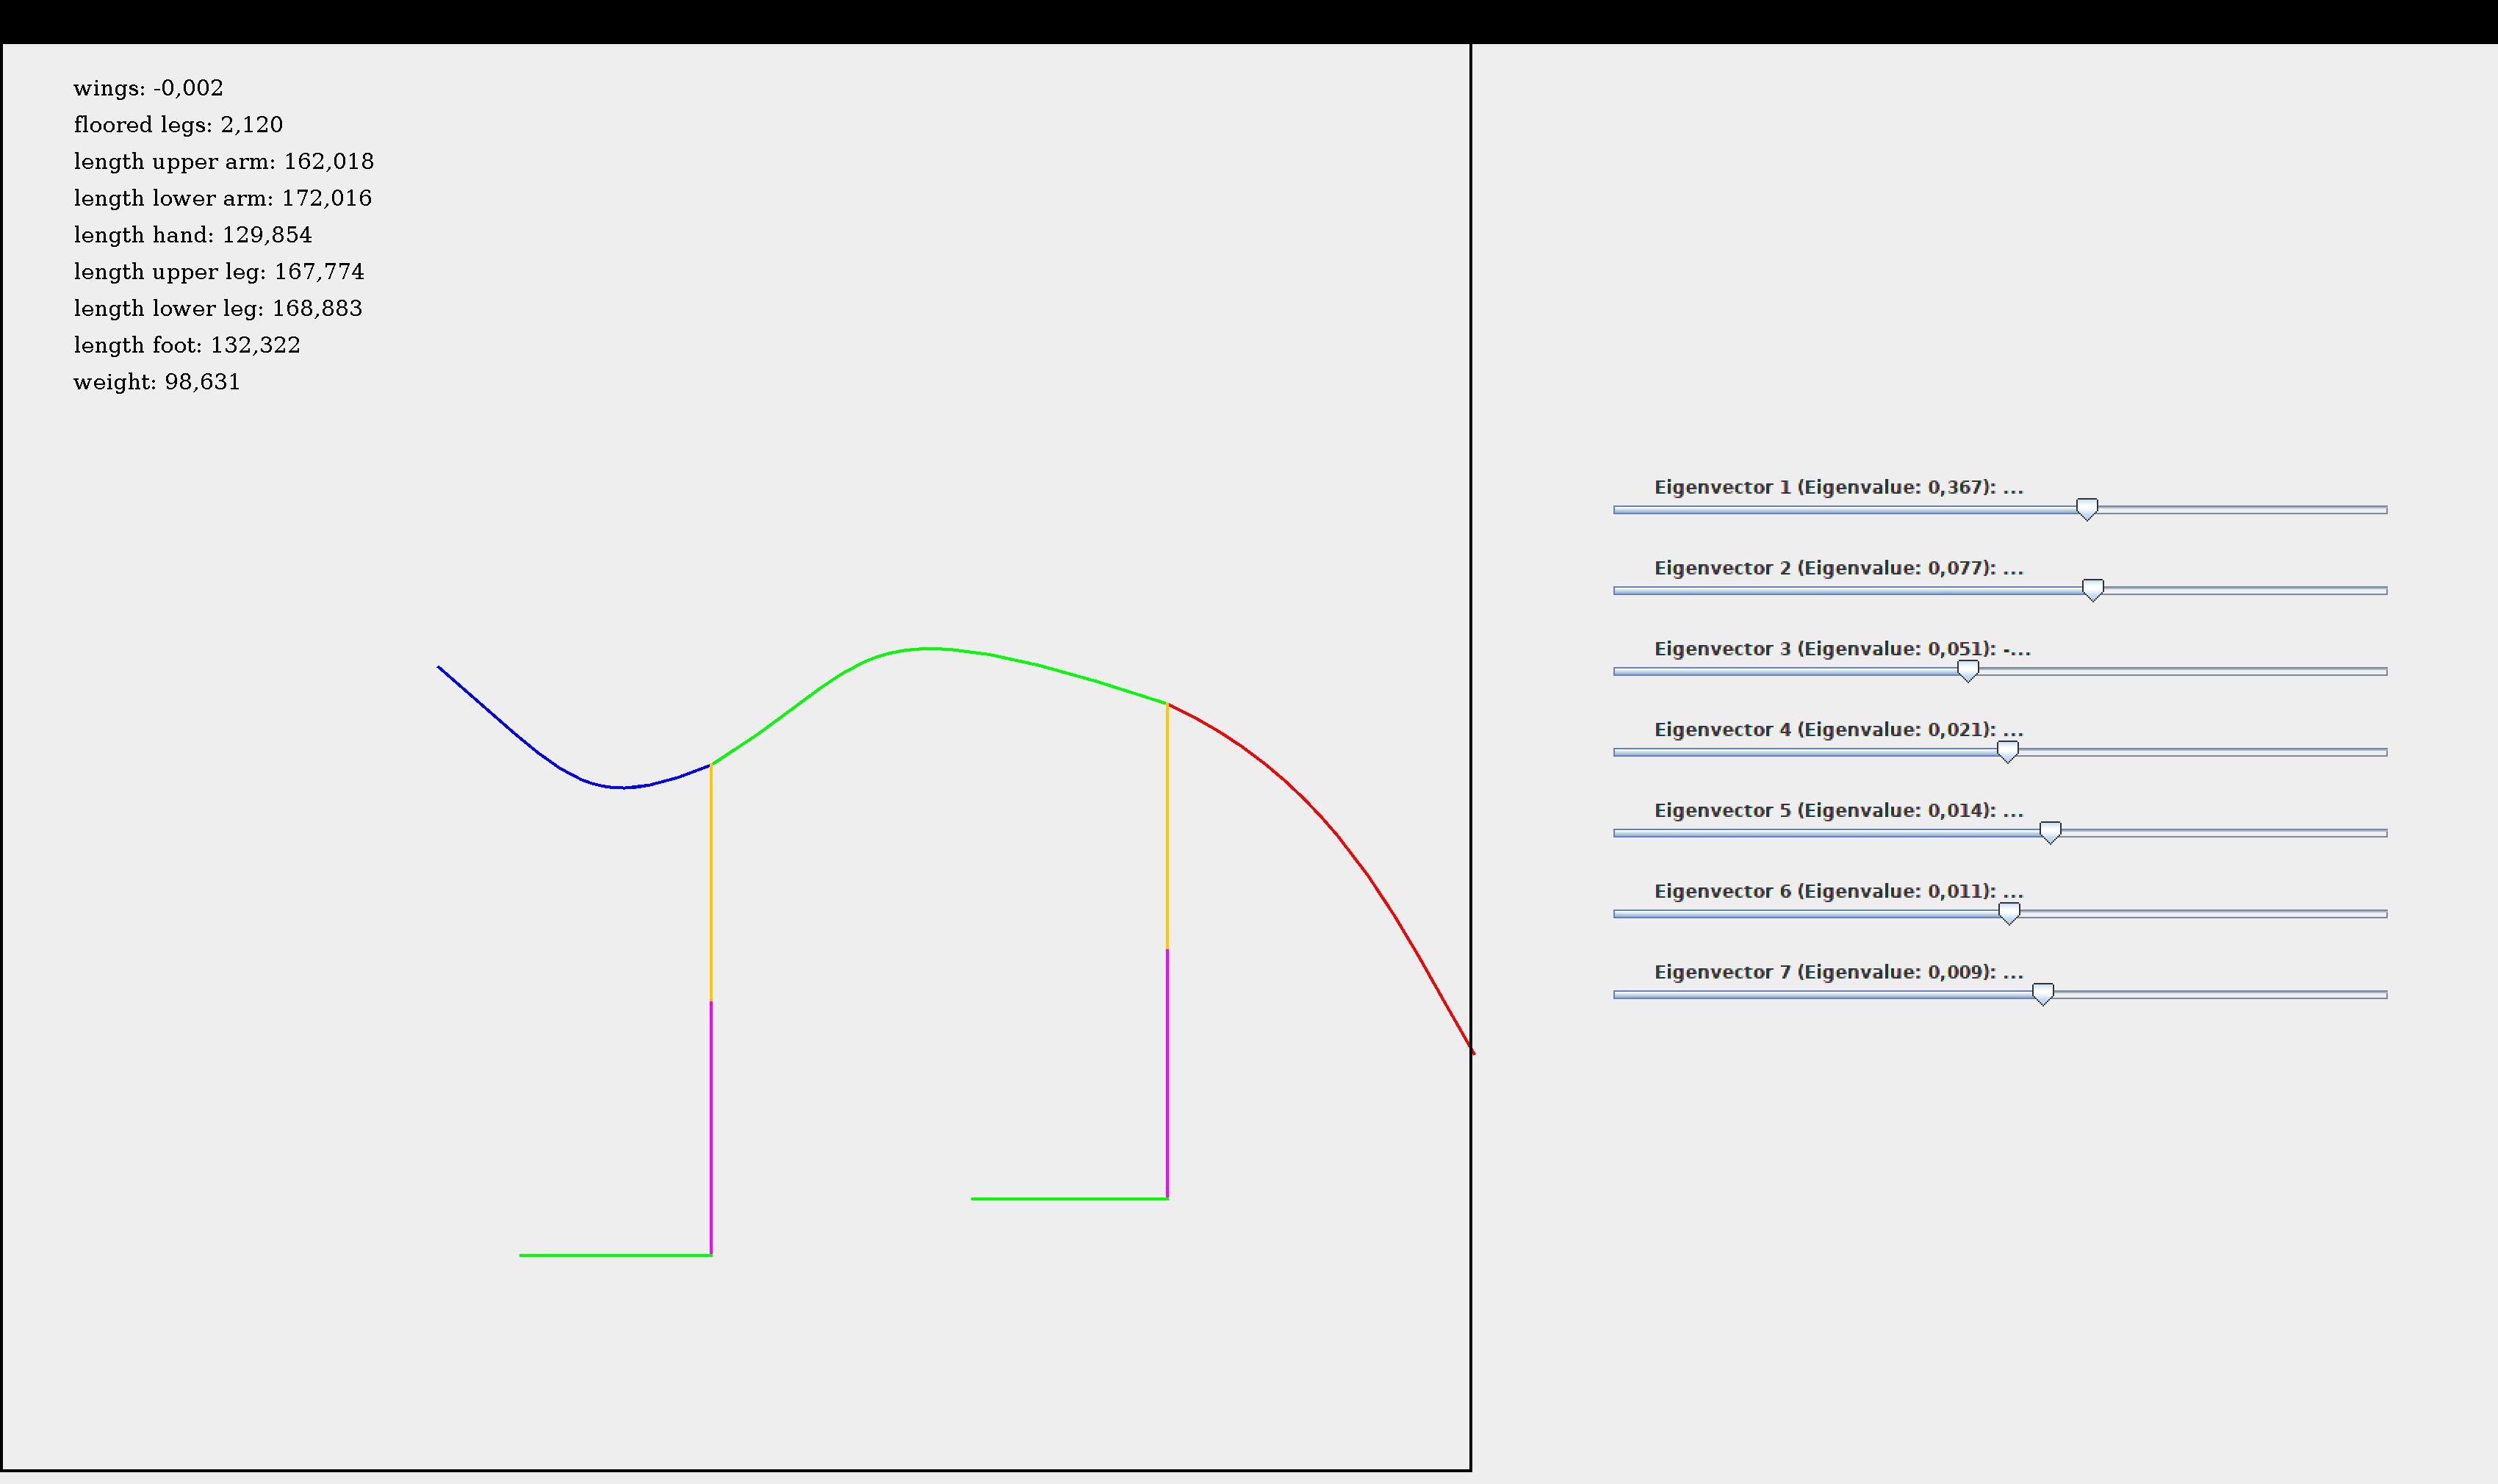 wings: -0,002
floored legs: 2,120
length upper arm: 162,018
length lower arm: 172,016
length hand: 129,854
length upper leg: 167,774
length lower leg: 168,883
length foot: 132,322
weight: 98,631
Eigenvector 1 (Eigenvalue: 0,367): ...
Eigenvector 2 (Eigenvalue: 0,077): ...
Eigenvector 3 (Eigenvalue: 0,051): -...
Eigenvector 4 (Eigenvalue: 0,021): ...
Eigenvector 5 (Eigenvalue: 0,014): ...
Eigenvector 6 (Eigenvalue: 0,011): ...
Eigenvector 7 (Eigenvalue: 0,009): ...